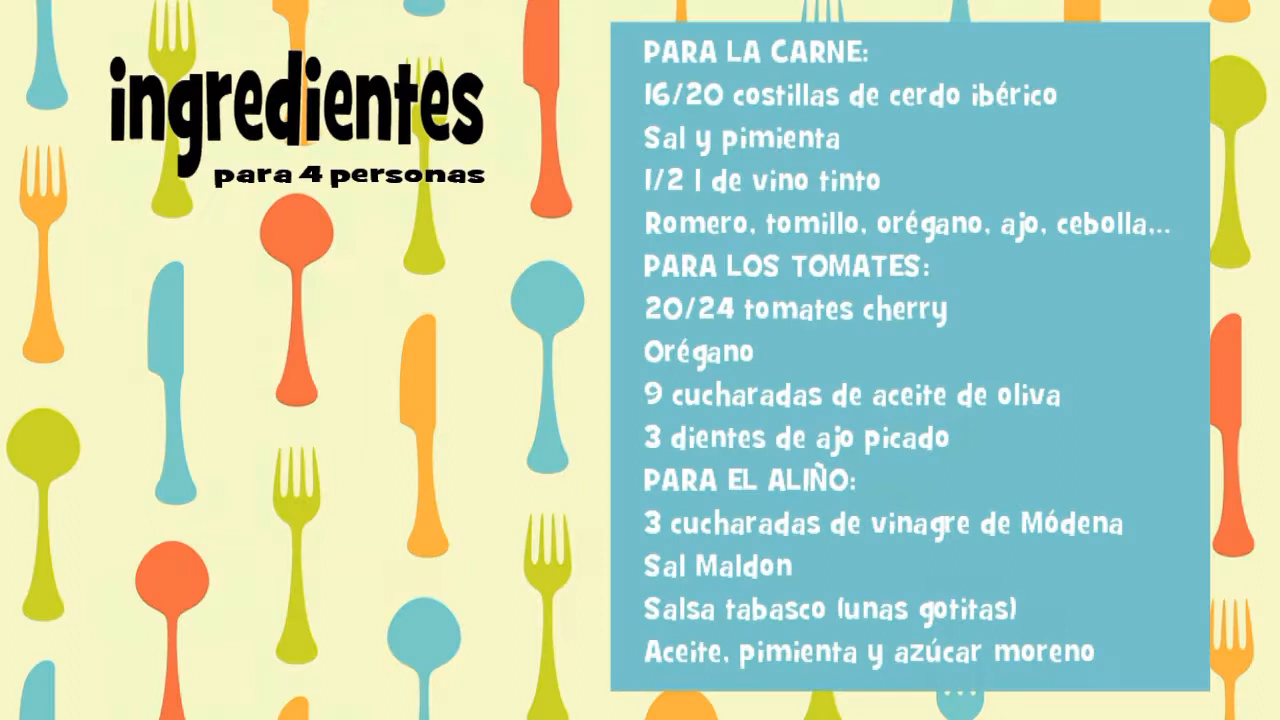 ingredientes
para 4 personas
PARA LA CARNE:
16/20 costillas de cerdo ibérico
Sal y pimienta
1/2 l de vino tinto
Romero, tomillo, orégano, ajo, cebolla,..
PARA LOS TOMATES:
20/24 tomates cherry
Orégano
9 cucharadas de aceite de oliva
3 dientes de ajo picado
PARA EL ALIÑO:
3 cucharadas de vinagre de Módena
Sal Maldon
Salsa tabasco (unas gotitas)
Aceite, pimienta y azúcar moreno